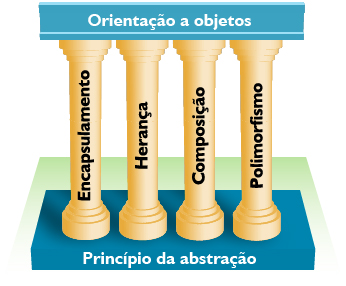 Orientação a objetos
Encapsulamento
Herança
Composição
Polimorfismo
Princípio da abstração